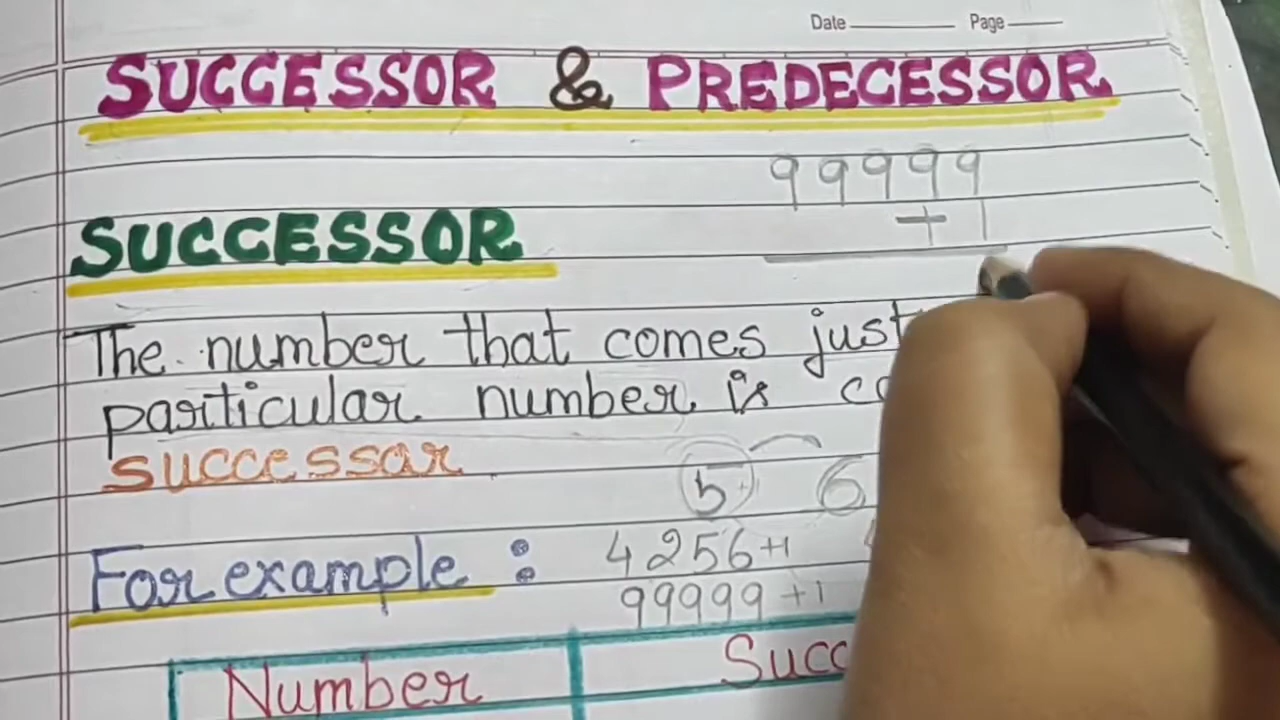 Date Page
SUCCESSOR & PREDECESSOR
99999
+1
SUCCESSOR
The number that comes just
particular number is
successar
5 6
For example :
4256+1
99999+1
Number Succ